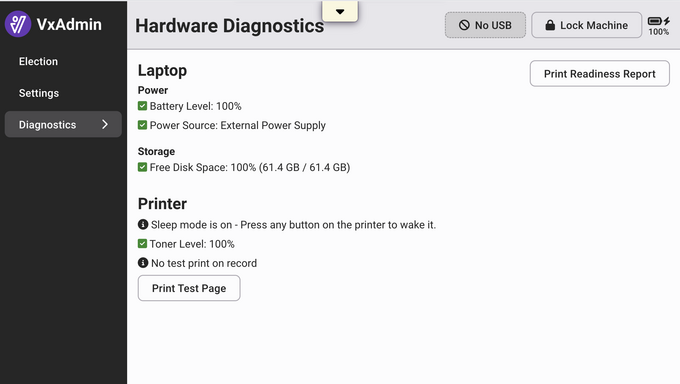 VxAdmin
Election
Settings
Diagnostics
Hardware Diagnostics
No USB
Lock Machine
100%
Print Readiness Report
Laptop
Power
Battery Level: 100%
Power Source: External Power Supply
Storage
Free Disk Space: 100% (61.4 GB / 61.4 GB)
Printer
Sleep mode is on - Press any button on the printer to wake it.
Toner Level: 100%
No test print on record
Print Test Page